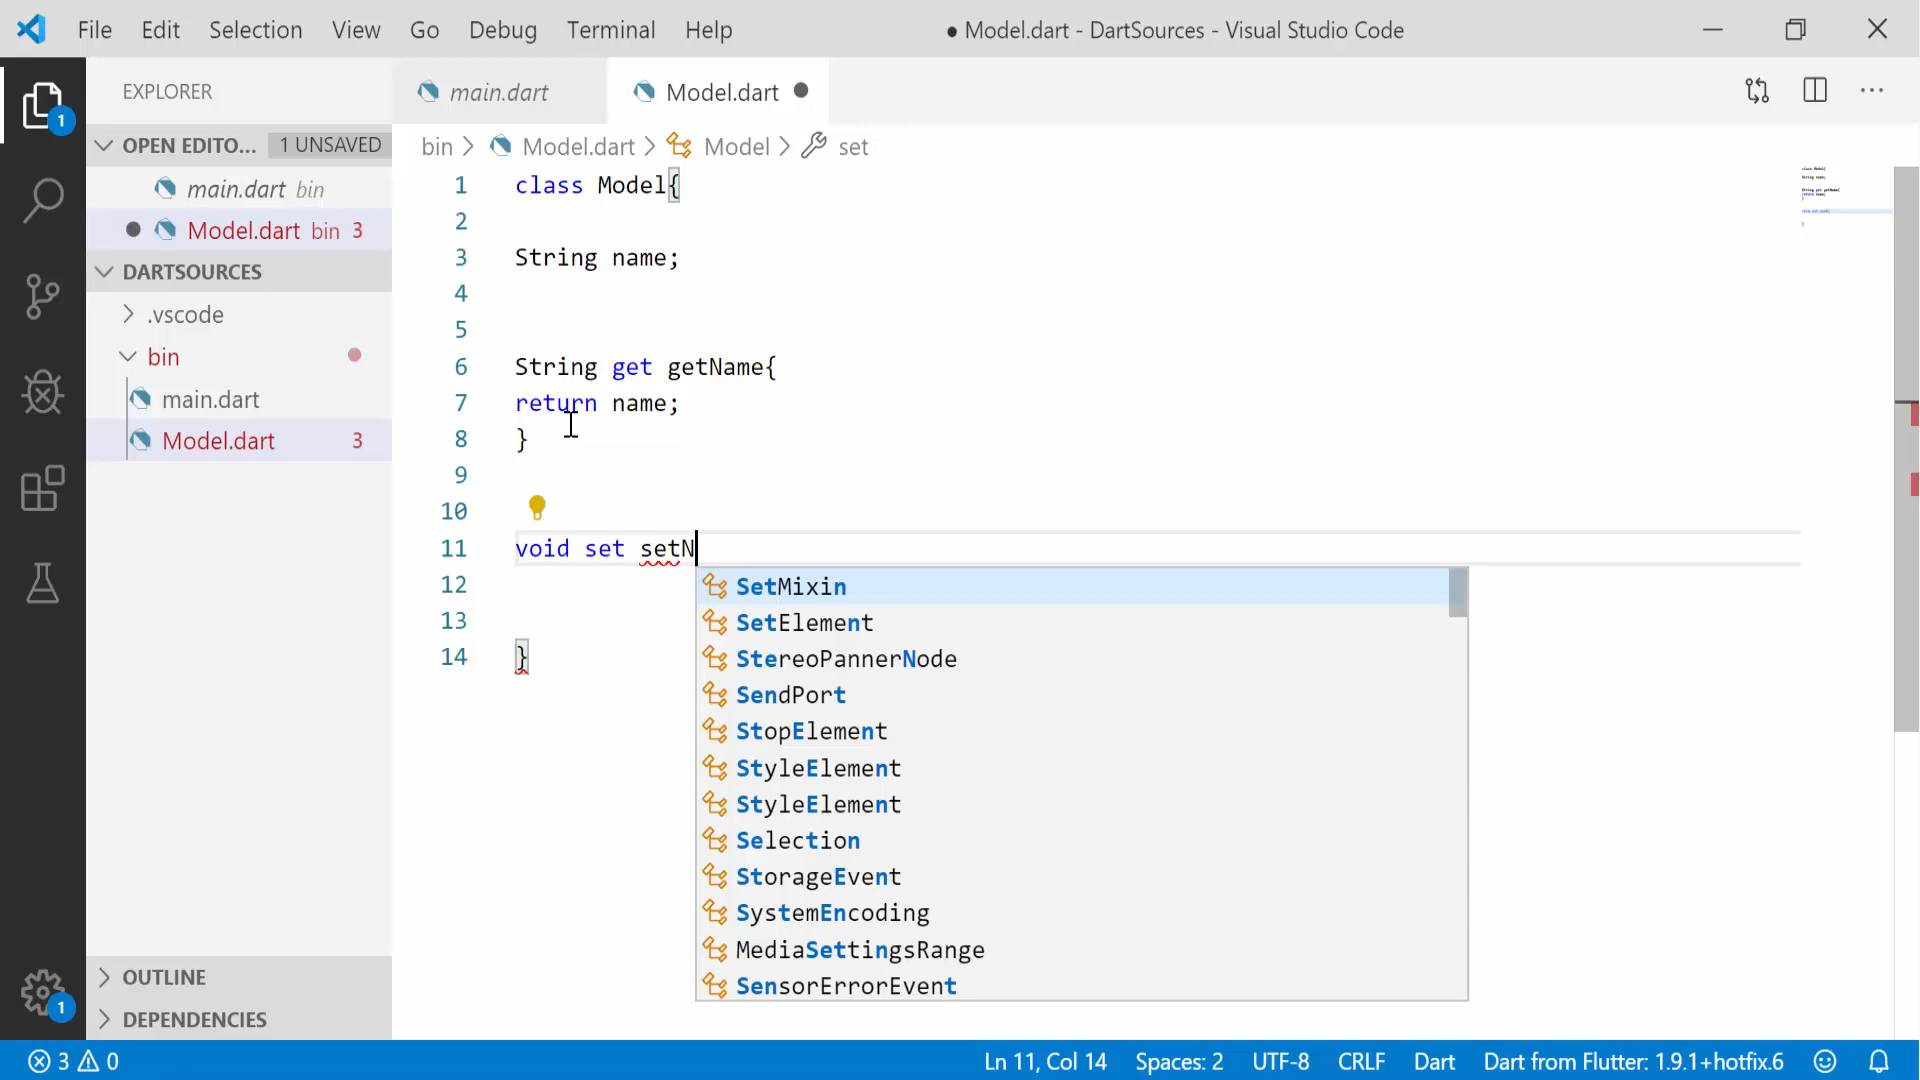 File Edit Selection View Go Debug Terminal Help
● Model.dart - DartSources - Visual Studio Code
EXPLORER
OPEN EDITO... 1 UNSAVED
main.dart bin
Model.dart bin 3
DARTSOURCES
.vscode
bin
main.dart
Model.dart 3
OUTLINE
DEPENDENCIES
1
1
main.dart
Model.dart
bin > Model.dart > Model > set
1 class Model{
2
3 String name;
4
5
6 String get getName{
7 return name;
8 }
9
10
11 void set setN
12
13
14 }
SetMixin
SetElement
StereoPannerNode
SendPort
StopElement
StyleElement
StyleElement
Selection
StorageEvent
SystemEncoding
MediaSettingsRange
SensorErrorEvent
3 0
Ln 11, Col 14 Spaces: 2 UTF-8 CRLF Dart Dart from Flutter: 1.9.1+hotfix.6